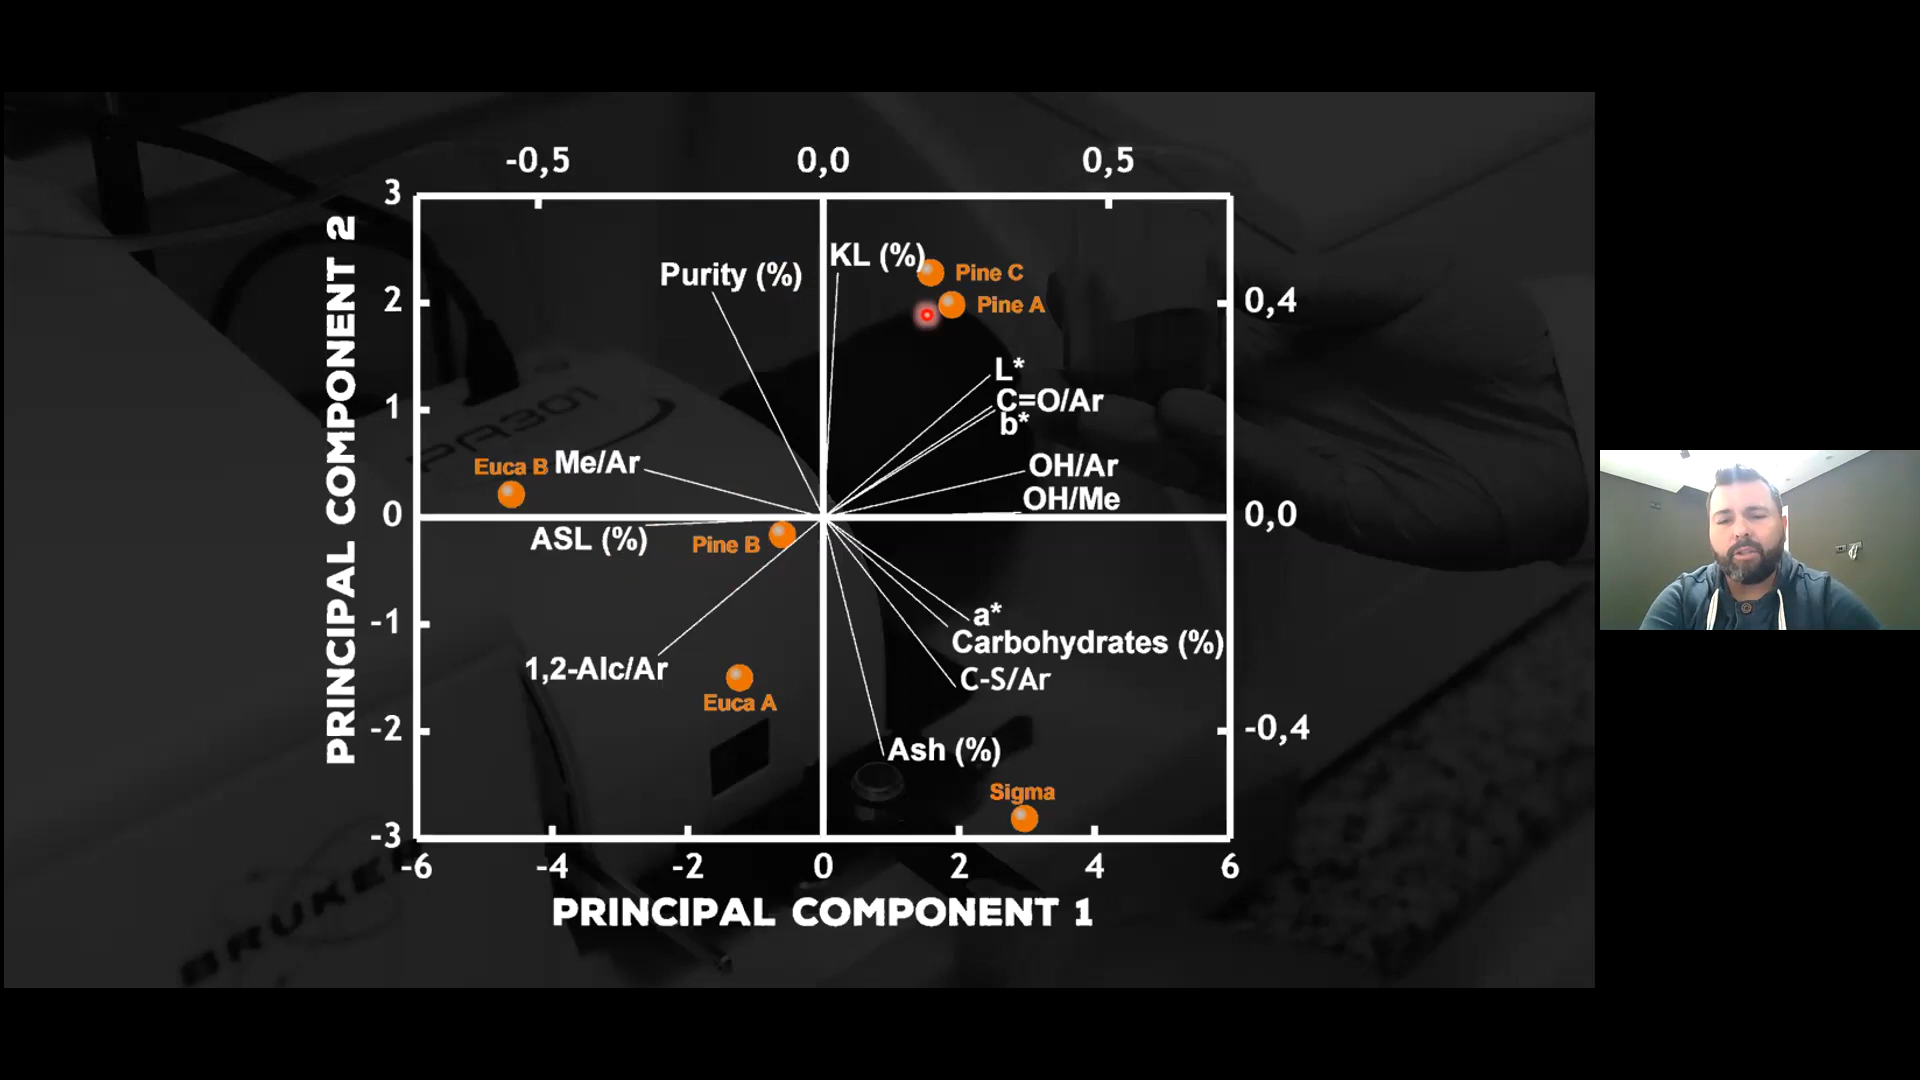 -0,5 0,0 0,5
3
KL (%)
Purity (%)
Pine C
2
Pine A
0,4
L*
C=O/Ar
1
b*
PA301
Euca B
Me/Ar
OH/Ar
OH/Me
0
0,0
ASL (%)
Pine B
a*
-1
Carbohydrates (%)
1,2-Alc/Ar
C-S/Ar
Euca A
-2
-0,4
Ash (%)
Sigma
-3
-6 -4 -2 0 2 4 6
PRINCIPAL COMPONENT 1
PRINCIPAL COMPONENT 2
BRUKER